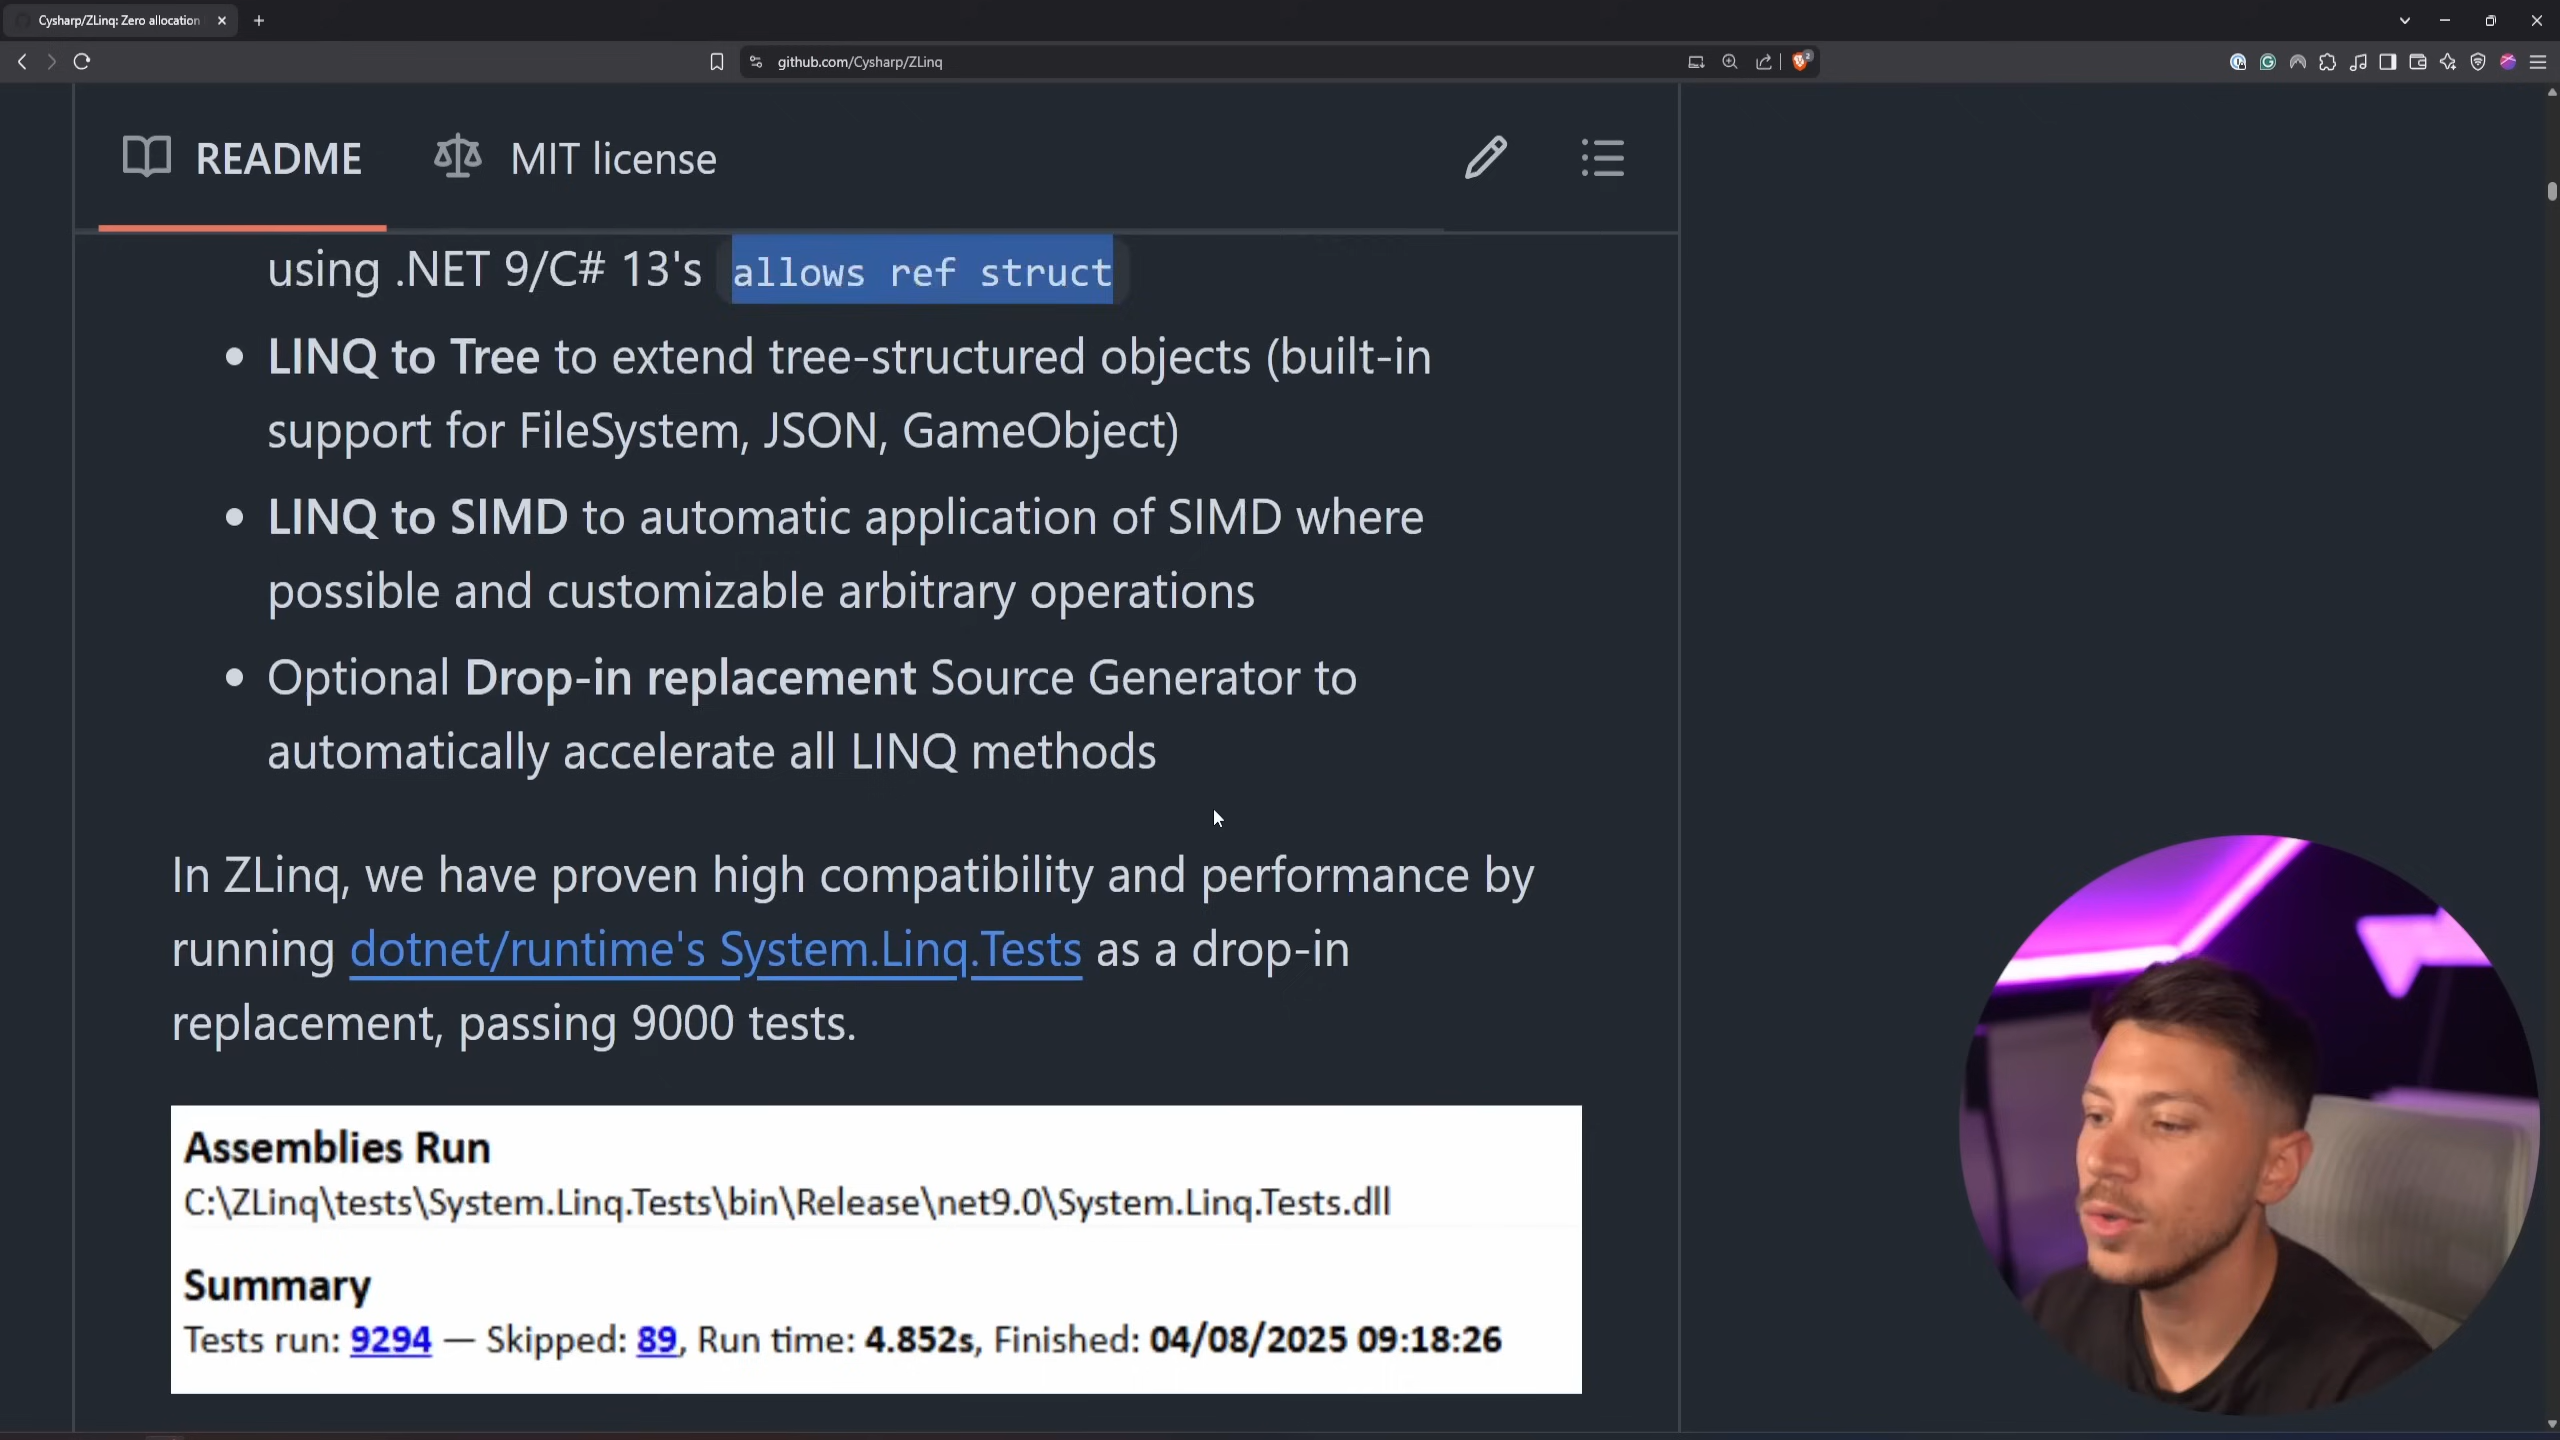 Cysharp/ZLinq: Zero allocation
github.com/Cysharp/ZLinq
2
README
MIT license
using .NET 9/C# 13's allows ref struct
• LINQ to Tree to extend tree-structured objects (built-in
support for FileSystem, JSON, GameObject)
• LINQ to SIMD to automatic application of SIMD where
possible and customizable arbitrary operations
• Optional Drop-in replacement Source Generator to
automatically accelerate all LINQ methods
In ZLinq, we have proven high compatibility and performance by
running dotnet/runtime's System.Linq.Tests as a drop-in
replacement, passing 9000 tests.
Assemblies Run
C:\ZLinq\tests\System.Linq.Tests\bin\Release\net9.0\System.Linq.Tests.dll
Summary
Tests run: 9294 — Skipped: 89, Run time: 4.852s, Finished: 04/08/2025 09:18:26